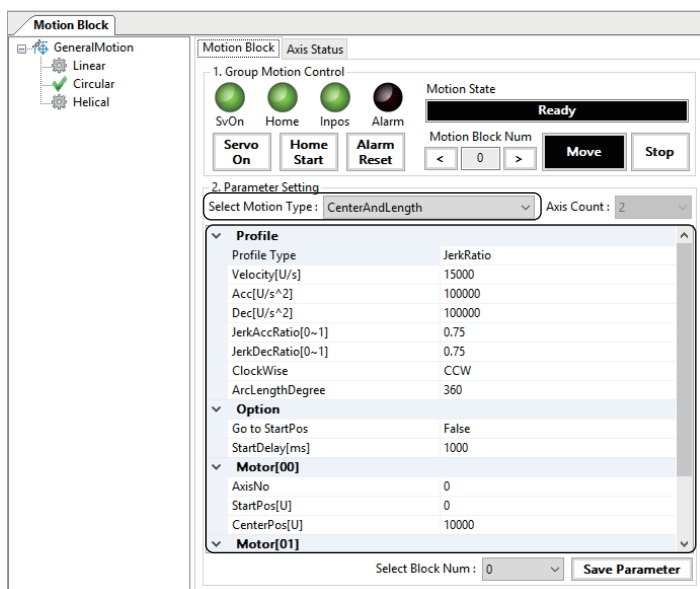 Motion Block
GeneralMotion
Linear
Circular
Helical
Motion Block Axis Status
1. Group Motion Control
SvOn Home Inpos Alarm
Motion State
Ready
Servo On
Home Start
Alarm Reset
Motion Block Num
< 0 >
Move
Stop
2. Parameter Setting
Select Motion Type : CenterAndLength
Axis Count : 2
Profile
Profile Type JerkRatio
Velocity[U/s] 15000
Acc[U/s^2] 100000
Dec[U/s^2] 100000
JerkAccRatio[0~1] 0.75
JerkDecRatio[0~1] 0.75
ClockWise CCW
ArcLengthDegree 360
Option
Go to StartPos False
StartDelay[ms] 1000
Motor[00]
AxisNo 0
StartPos[U] 0
CenterPos[U] 10000
Motor[01]
Select Block Num : 0
Save Parameter